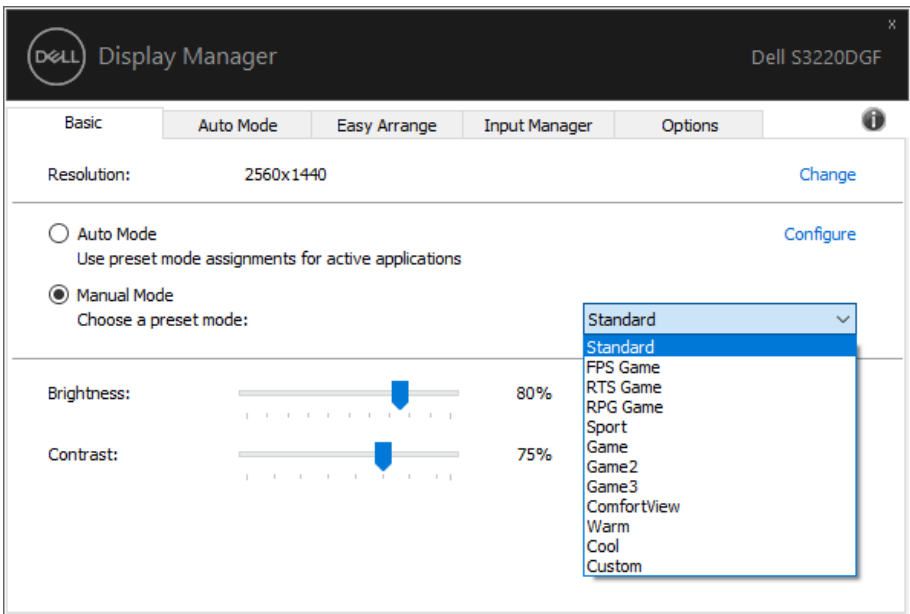 DELL Display Manager
x
Dell S3220DGF
Basic Auto Mode Easy Arrange Input Manager Options
Resolution: 2560x1440 Change
Auto Mode Configure
Use preset mode assignments for active applications
Manual Mode
Choose a preset mode: Standard
Standard
FPS Game
RTS Game
RPG Game
Sport
Game
Game2
Game3
ComfortView
Warm
Cool
Custom
Brightness: 80%
Contrast: 75%